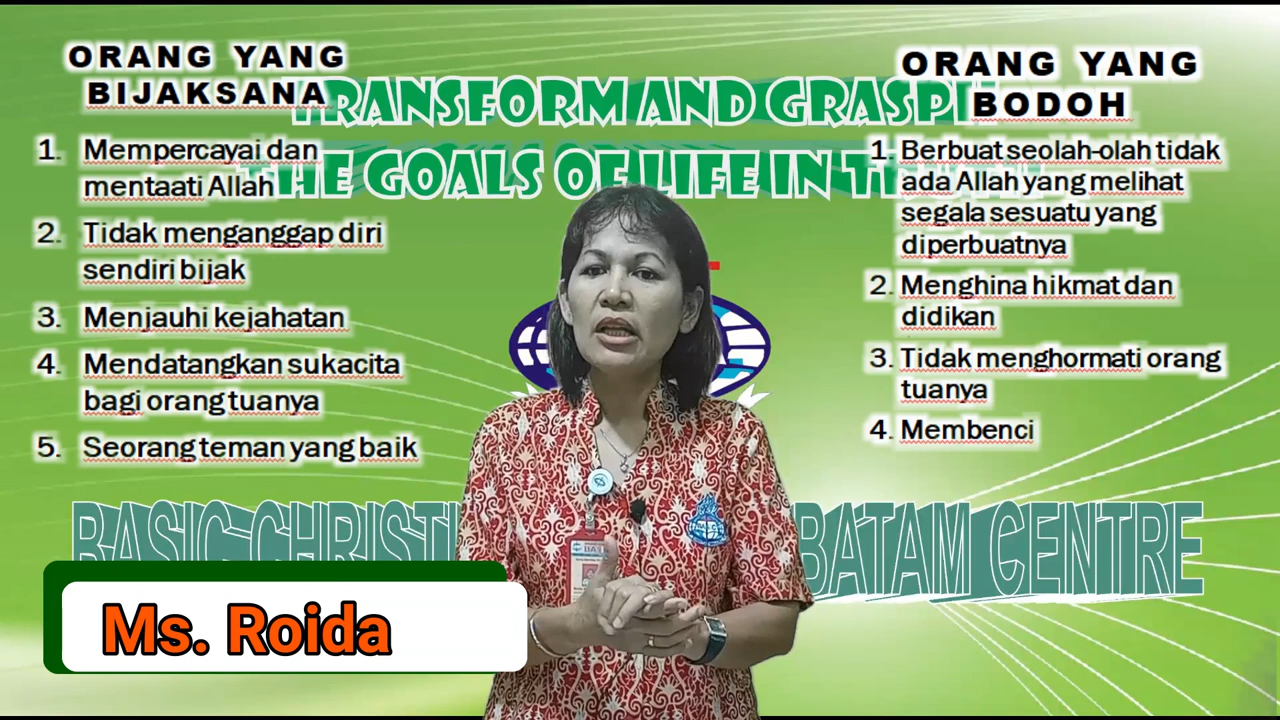 ORANG YANG
BIJAKSANA
1. Mempercayai dan
mentaati Allah
2. Tidak menganggap diri
sendiri bijak
3. Menjauhi kejahatan
4. Mendatangkan sukacita
bagi orang tuanya
5. Seorang teman yang baik
TRANSFORM AND GRASPIN
THE GOALS OF LIFE IN
ORANG YANG
BODOH
1. Berbuat seolah-olah tidak
ada Allah yang melihat
segala sesuatu yang
diperbuatnya
2. Menghina hikmat dan
didikan
3. Tidak menghormati orang
tuanya
4. Membenci
BASIC CHRISTI
BATAM CENTRE
Ms. Roida